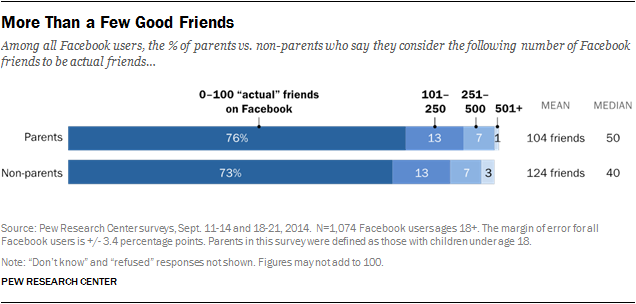 More Than a Few Good Friends
Among all Facebook users, the % of parents vs. non-parents who say they consider the following number of Facebook
friends to be actual friends...
0–100 “actual” friends
on Facebook
101–
250
251–
500
501+
MEAN
MEDIAN
Parents
76%
13
7
1
104 friends
50
Non-parents
73%
13
7
3
124 friends
40
Source: Pew Research Center surveys, Sept. 11-14 and 18-21, 2014. N=1,074 Facebook users ages 18+. The margin of error for all
Facebook users is +/- 3.4 percentage points. Parents in this survey were defined as those with children under age 18.
Note: “Don’t know” and “refused” responses not shown. Figures may not add to 100.
PEW RESEARCH CENTER